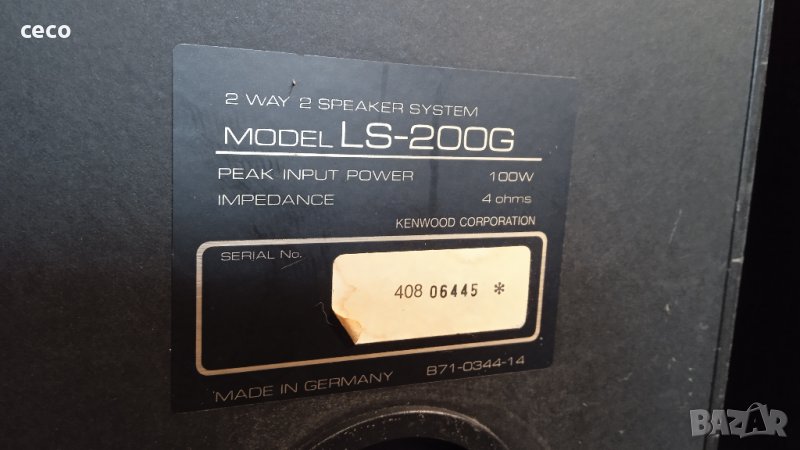 ceco
2 WAY 2 SPEAKER SYSTEM
MODEL LS-200G
PEAK INPUT POWER 100W
IMPEDANCE 4 ohms
KENWOOD CORPORATION
SERIAL No.
408 06445 *
MADE IN GERMANY B71-0344-14
BAZAR